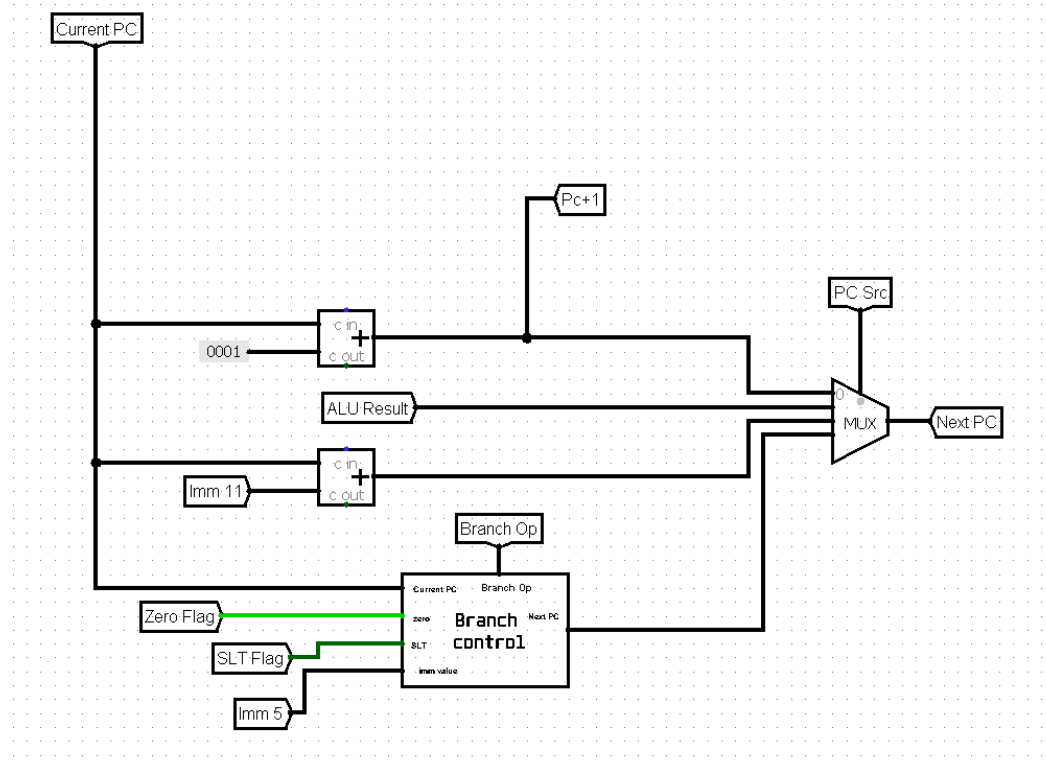 Current PC
Pc+1
PC Src
c in
+
0001
c out
0
ALU Result
MUX
Next PC
c in
+
Imm 11
c out
Branch Op
Current PC
Branch Op
Zero Flag
zero
Branch
Next PC
control
SLT Flag
SLT
imm value
Imm 5